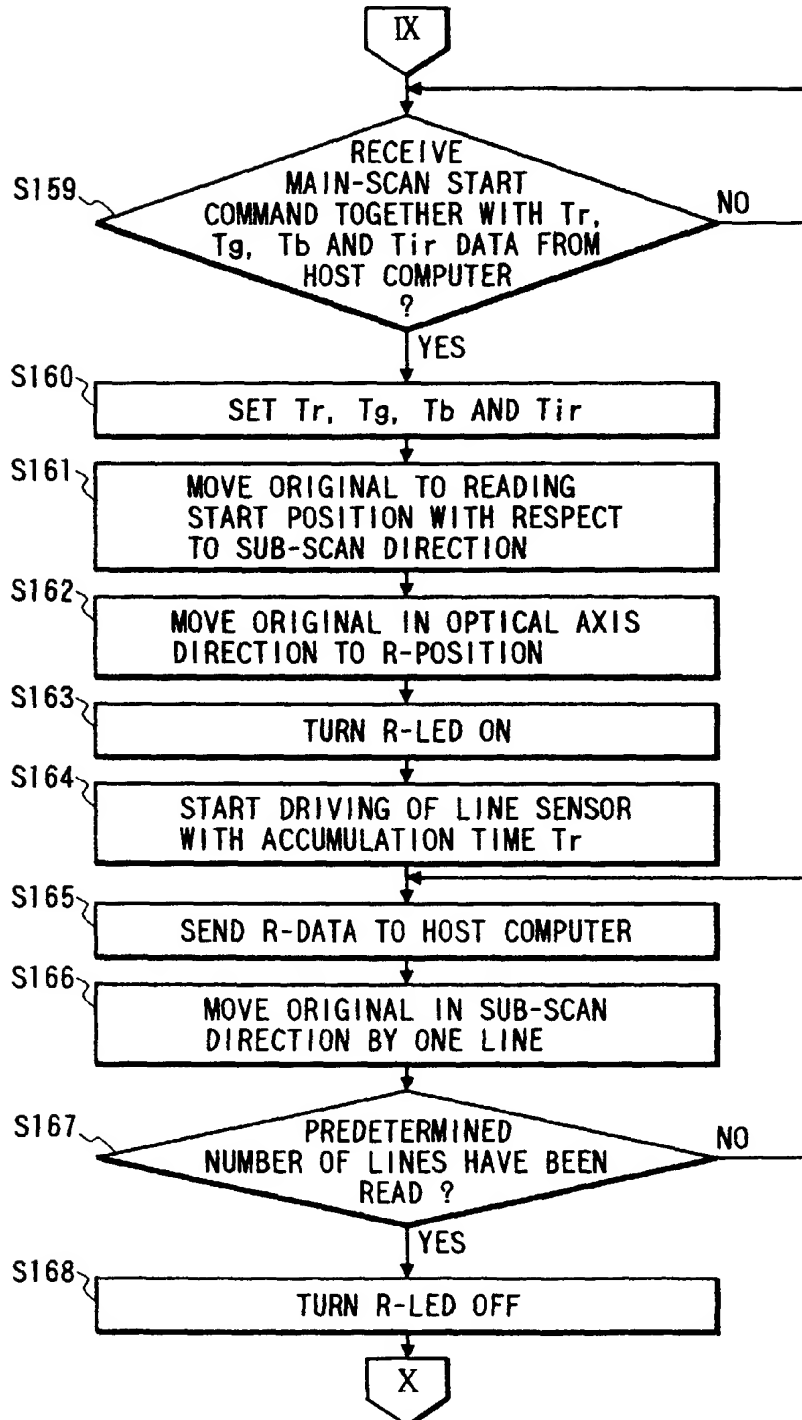 IX
S159
RECEIVE
MAIN-SCAN START
COMMAND TOGETHER WITH Tr,
Tg, Tb AND Tir DATA FROM
HOST COMPUTER
?
NO
YES
S160
SET Tr, Tg, Tb AND Tir
S161
MOVE ORIGINAL TO READING
START POSITION WITH RESPECT
TO SUB-SCAN DIRECTION
S162
MOVE ORIGINAL IN OPTICAL AXIS
DIRECTION TO R-POSITION
S163
TURN R-LED ON
S164
START DRIVING OF LINE SENSOR
WITH ACCUMULATION TIME Tr
S165
SEND R-DATA TO HOST COMPUTER
S166
MOVE ORIGINAL IN SUB-SCAN
DIRECTION BY ONE LINE
S167
PREDETERMINED
NUMBER OF LINES HAVE BEEN
READ ?
NO
YES
S168
TURN R-LED OFF
X